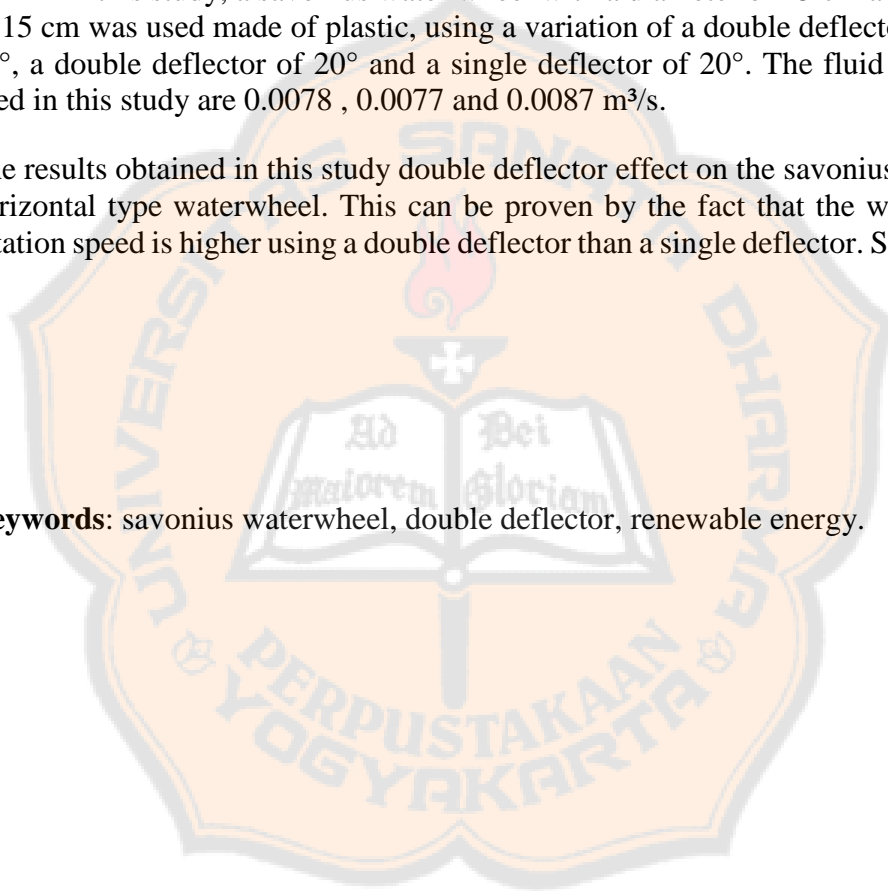 15 cm was used made of plastic, using a variation of a double deflecto
°, a double deflector of 20° and a single deflector of 20°. The fluid
ed in this study are 0.0078 , 0.0077 and 0.0087 m³/s.
e results obtained in this study double deflector effect on the savonius
rizontal type waterwheel. This can be proven by the fact that the w
tation speed is higher using a double deflector than a single deflector. S
UNIVERSITAS SANATA DHARMA
Ad Dei
maiorem Gloriam
eywords: savonius waterwheel, double deflector, renewable energy.
PERPUSTAKAAN
YOGYAKARTA